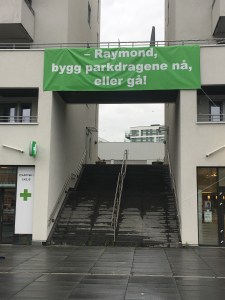 – Raymond,
bygg parkdragene nå,
eller gå!